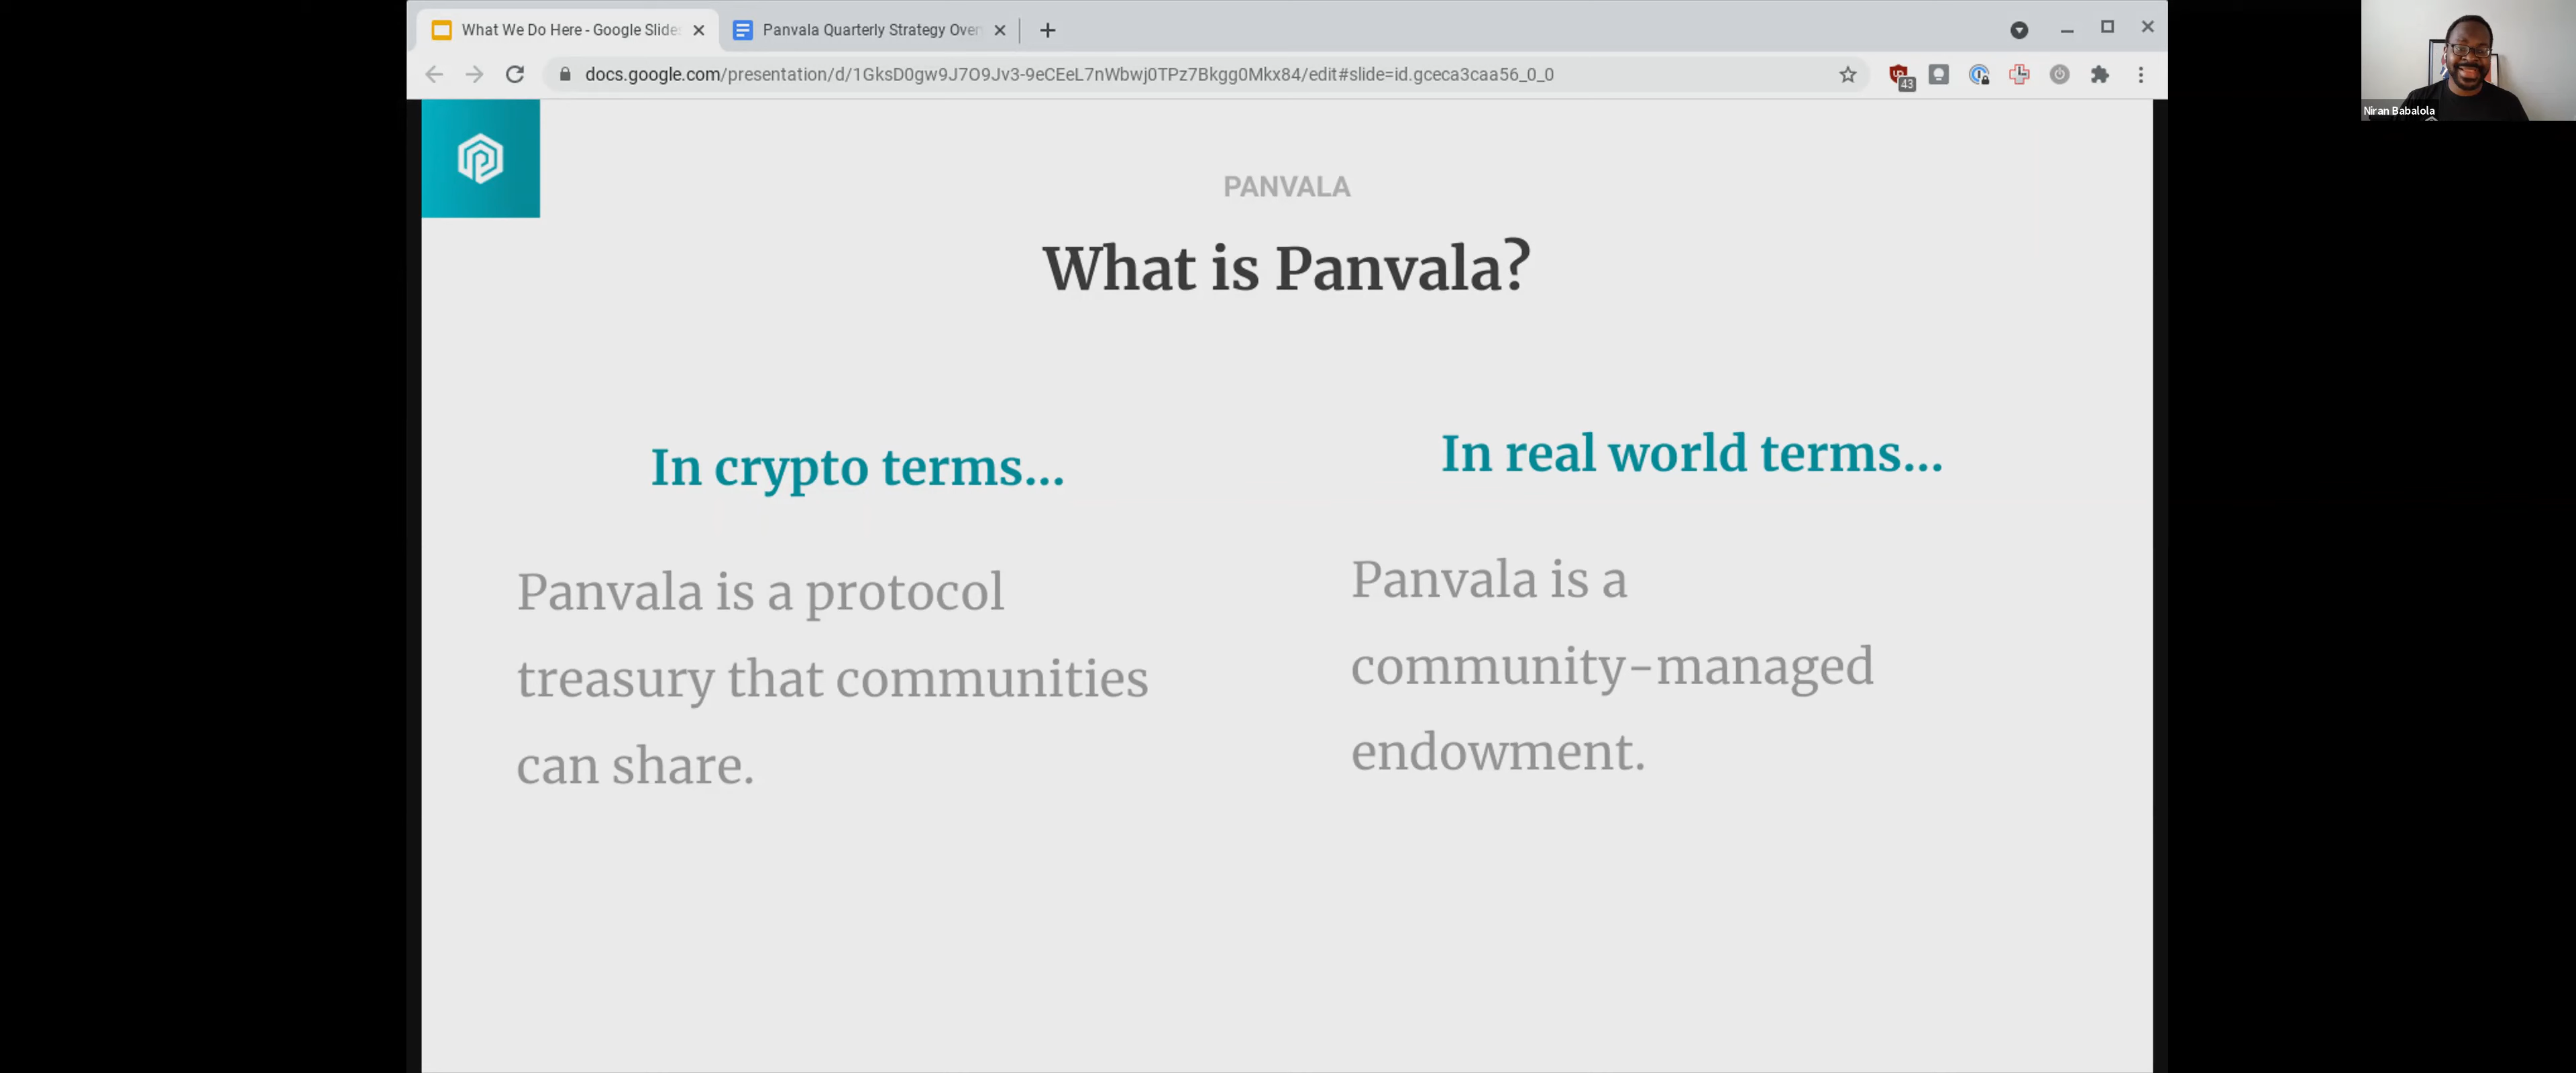 What We Do Here - Google Slide
Panvala Quarterly Strategy Over
docs.google.com/presentation/d/1GksD0gw9J7O9Jv3-9eCEeL7nWbwj0TPz7Bkgg0Mkx84/edit#slide=id.gceca3caa56_0_0
43
Niran Babalola
PANVALA
What is Panvala?
In crypto terms...
Panvala is a protocol
treasury that communities
can share.
In real world terms...
Panvala is a
community-managed
endowment.